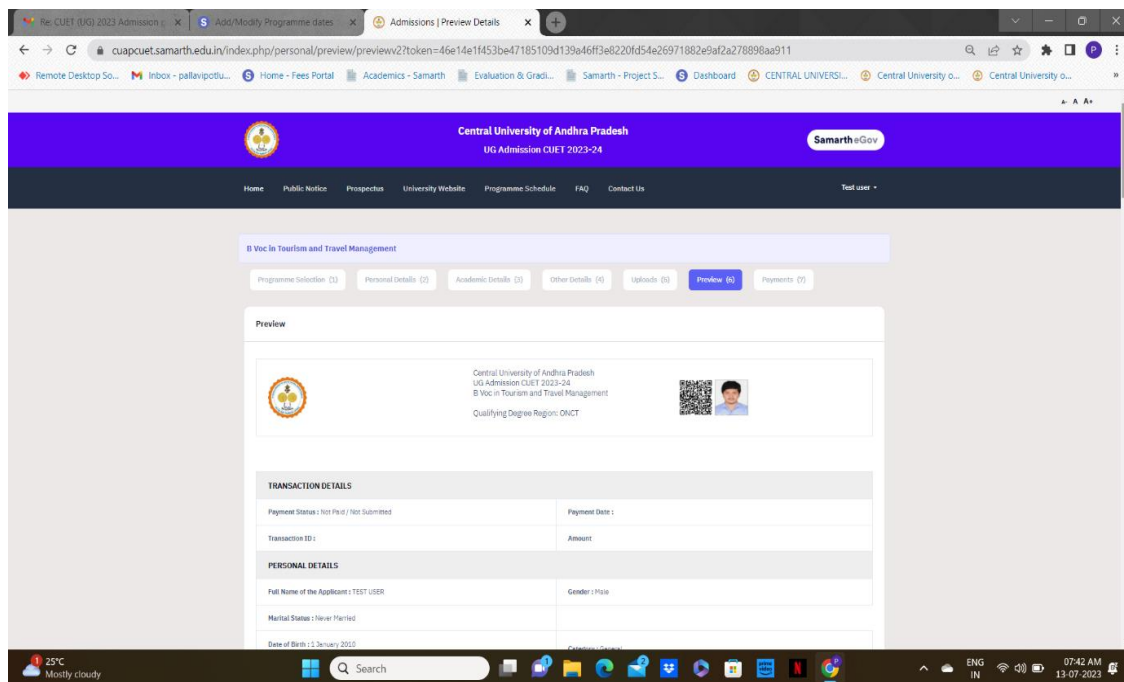 Re: CUET (UG) 2023 Admission
Add/Modify Programme dates
Admissions | Preview Details
cuapcuet.samarth.edu.in/index.php/personal/preview/previewv2?token=46e14e1f453be47185109d139a46ff3e8220fd54e26971882e9af2a278898aa911
Remote Desktop So... Inbox - pallavipotlu... Home - Fees Portal Academics - Samarth Evaluation & Gradi... Samarth - Project S... Dashboard CENTRAL UNIVERSI... Central University o... Central University o... »
A- A A+
Central University of Andhra Pradesh
UG Admission CUET 2023-24
Samarth eGov
Home Public Notice Prospectus University Website Programme Schedule FAQ Contact Us Test user
B Voc in Tourism and Travel Management
Programme Selection (1) Personal Details (2) Academic Details (3) Other Details (4) Uploads (5) Preview (6) Payments (7)
Preview
Central University of Andhra Pradesh
UG Admission CUET 2023-24
B Voc in Tourism and Travel Management
Qualifying Degree Region: ONCT
TRANSACTION DETAILS
Payment Status : Not Paid / Not Submitted Payment Date :
Transaction ID : Amount
PERSONAL DETAILS
Full Name of the Applicant : TEST USER Gender : Male
Marital Status : Never Married
Date of Birth : 1 January 2010 Category : General
1 25°C
Mostly cloudy
Search
ENG
IN
07:42 AM
13-07-2023